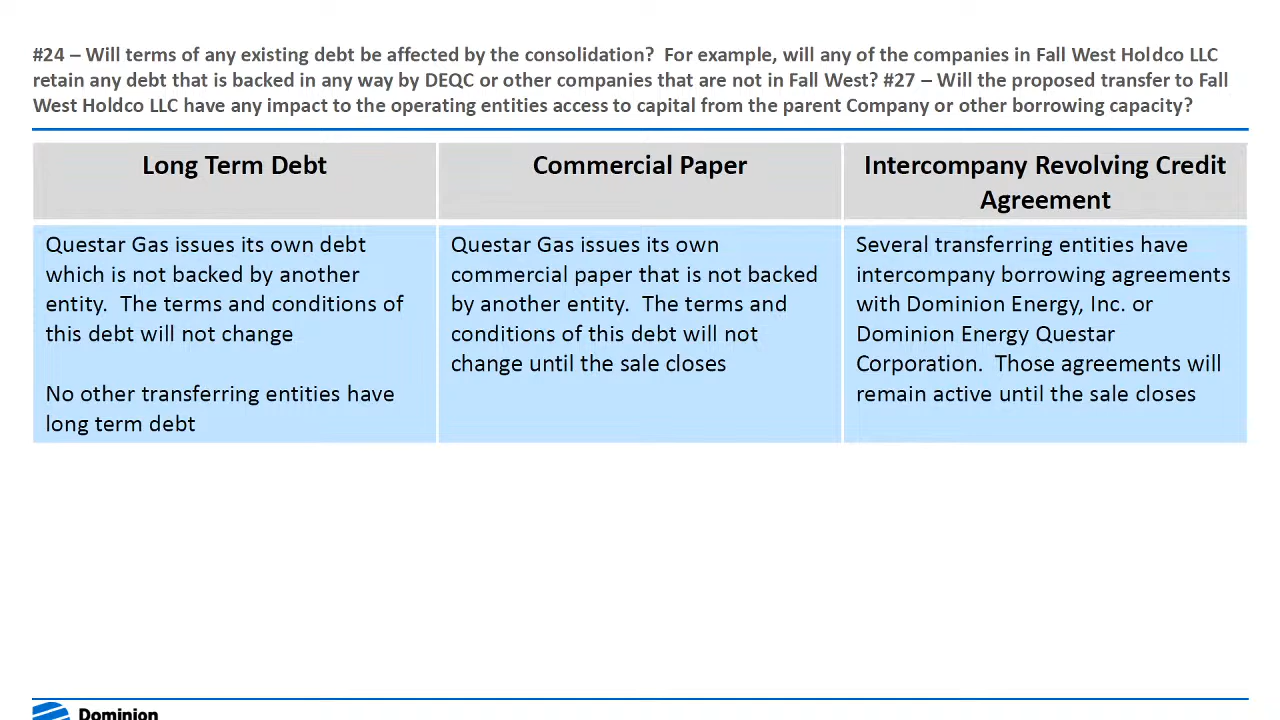 #24 – Will terms of any existing debt be affected by the consolidation?  For example, will any of the companies in Fall West Holdco LLC
retain any debt that is backed in any way by DEQC or other companies that are not in Fall West? #27 – Will the proposed transfer to Fall
West Holdco LLC have any impact to the operating entities access to capital from the parent Company or other borrowing capacity?
Long Term Debt
Commercial Paper
Intercompany Revolving Credit
Agreement
Questar Gas issues its own debt
which is not backed by another
entity.  The terms and conditions of
this debt will not change
No other transferring entities have
long term debt
Questar Gas issues its own
commercial paper that is not backed
by another entity.  The terms and
conditions of this debt will not
change until the sale closes
Several transferring entities have
intercompany borrowing agreements
with Dominion Energy, Inc. or
Dominion Energy Questar
Corporation.  Those agreements will
remain active until the sale closes
Dominion